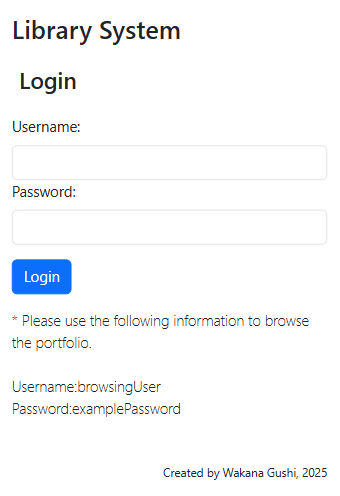 Library System
Login
Username:
Password:
Login
* Please use the following information to browse
the portfolio.
Username:browsingUser
Password:examplePassword
Created by Wakana Gushi, 2025